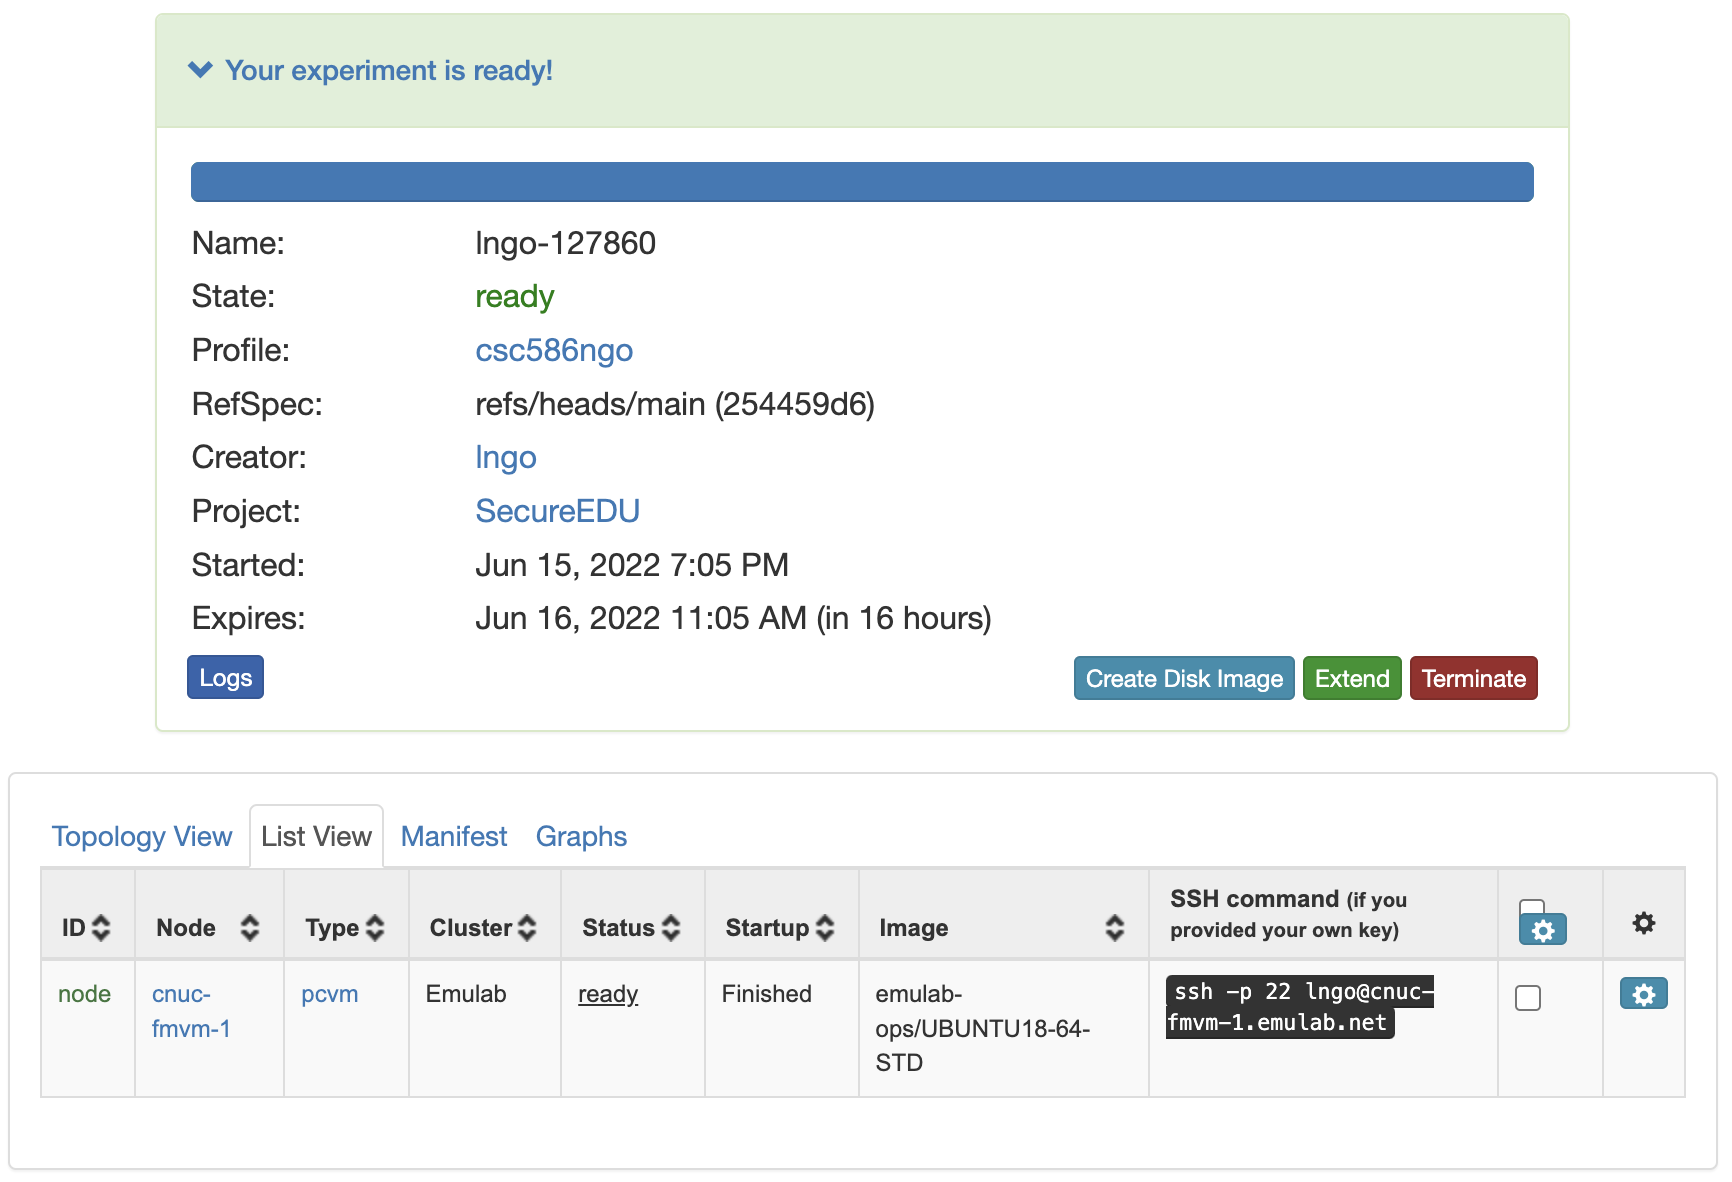 Your experiment is ready!
Name: lngo-127860
State: ready
Profile: csc586ngo
RefSpec: refs/heads/main (254459d6)
Creator: lngo
Project: SecureEDU
Started: Jun 15, 2022 7:05 PM
Expires: Jun 16, 2022 11:05 AM (in 16 hours)
Logs Create Disk Image Extend Terminate
Topology View List View Manifest Graphs
ID Node Type Cluster Status Startup Image SSH command (if you
provided your own key)
node cnuc- pcvm Emulab ready Finished emulab- ssh -p 22 lngo@cnuc-
fmvm-1 ops/UBUNTU18-64- fmvm-1.emulab.net
STD